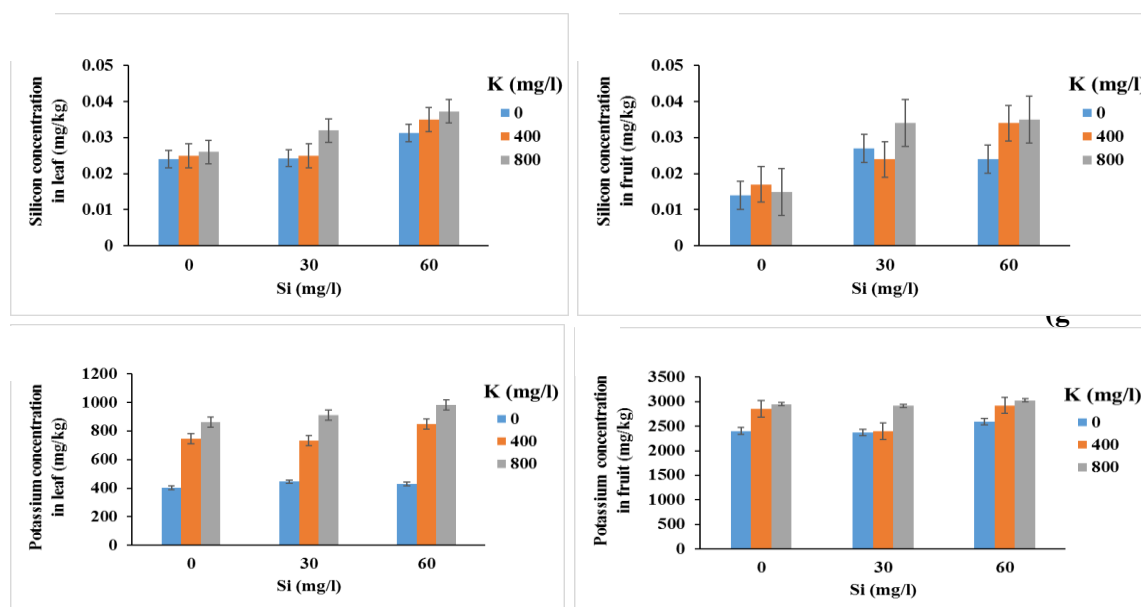 0.05
0.04
0.03
0.02
0.01
0
Silicon concentration
in leaf (mg/kg)
0 30 60
Si (mg/l)
K (mg/l)
0
400
800
0.05
0.04
0.03
0.02
0.01
0
Silicon concentration
in fruit (mg/kg)
0 30 60
Si (mg/l)
K (mg/l
0
400
800
(g
1200
1000
800
600
400
200
0
Potassium concentration
in leaf (mg/kg)
0 30 60
Si (mg/l)
K (mg/l)
0
400
800
3500
3000
2500
2000
1500
1000
500
0
Potassium concentration
in fruit (mg/kg)
0 30 60
Si (mg/l)
K (mg/l)
0
400
800